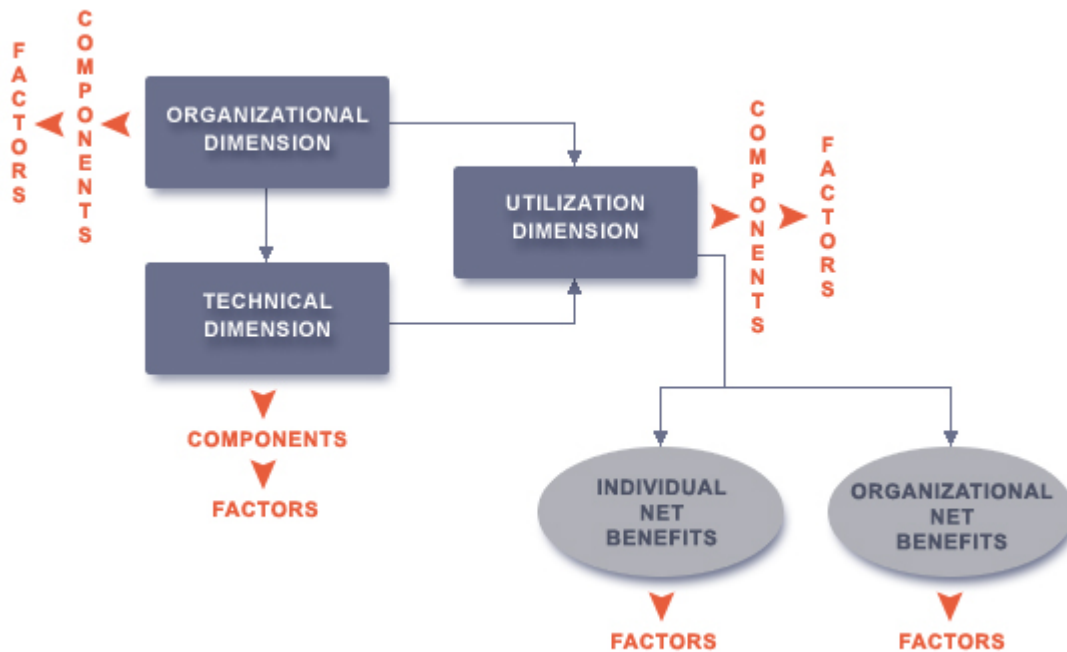 FACTORS
COMPONENTS
ORGANIZATIONAL
DIMENSION
UTILIZATION
DIMENSION
COMPONENTS
FACTORS
TECHNICAL
DIMENSION
COMPONENTS
FACTORS
INDIVIDUAL
NET
BENEFITS
ORGANIZATIONAL
NET
BENEFITS
FACTORS
FACTORS